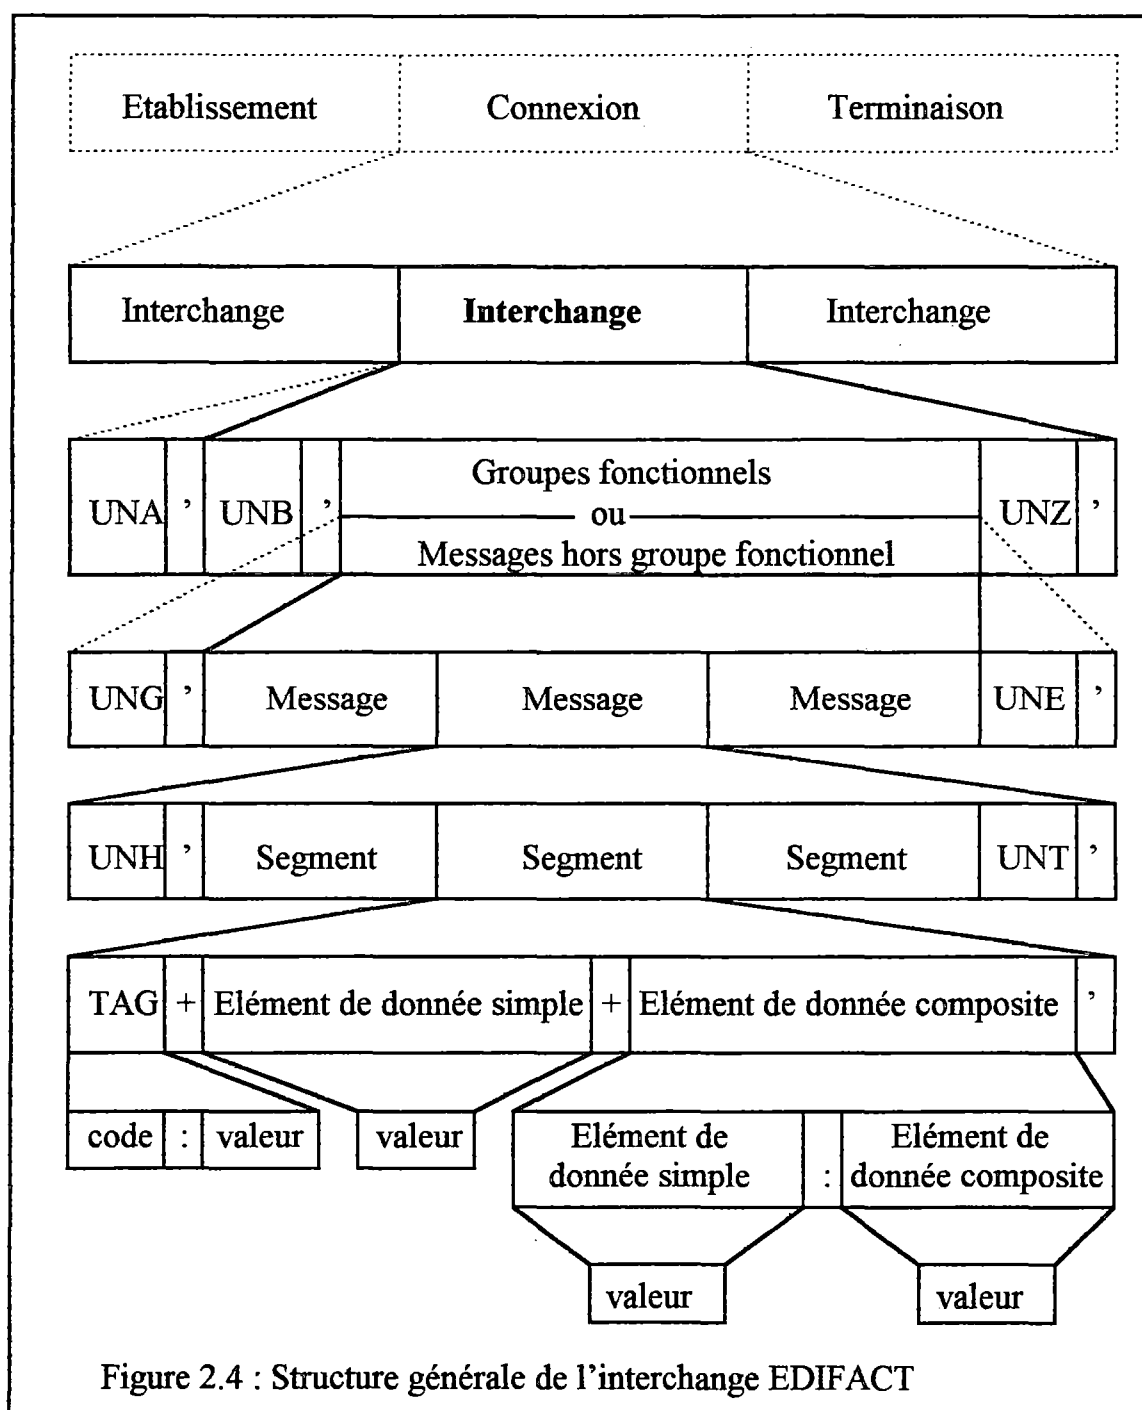 Etablissement Connexion Terminaison
Interchange Interchange Interchange
Groupes fonctionnels
UNA ’ UNB ’ ou UNZ ’
Messages hors groupe fonctionnel
UNG ’ Message Message Message UNE ’
UNH ’ Segment Segment Segment UNT ’
TAG + Elément de donnée simple + Elément de donnée composite ’
code : valeur valeur Elément de donnée simple : Elément de donnée composite
valeur valeur
Figure 2.4 : Structure générale de l’interchange EDIFACT